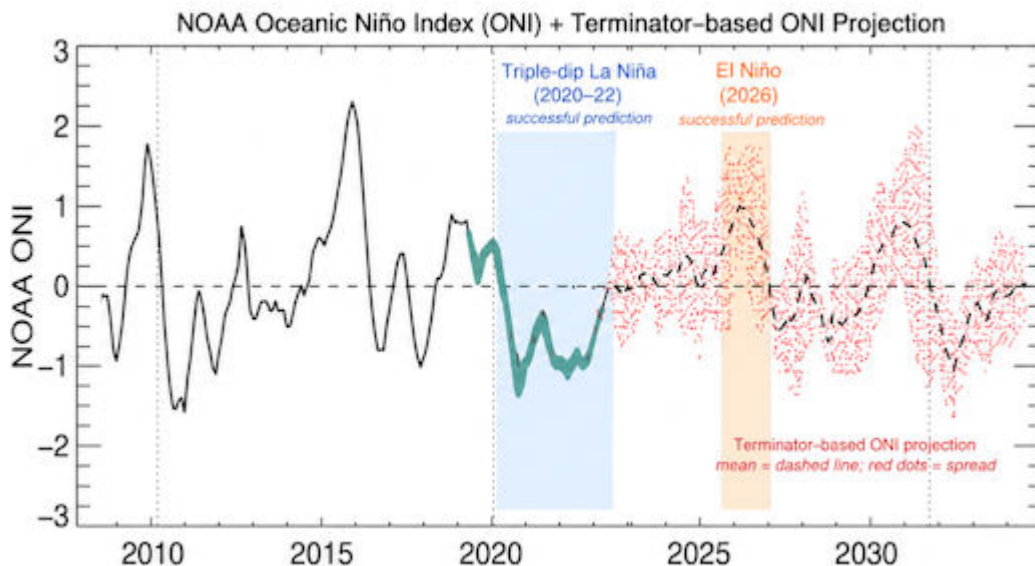 NOAA Oceanic Niño Index (ONI) + Terminator-based ONI Projection
3
2
1
0
-1
-2
-3
NOAA ONI
Triple-dip La Niña
(2020–22)
successful prediction
El Niño
(2026)
successful prediction
Terminator-based ONI projection
mean = dashed line; red dots = spread
2010
2015
2020
2025
2030